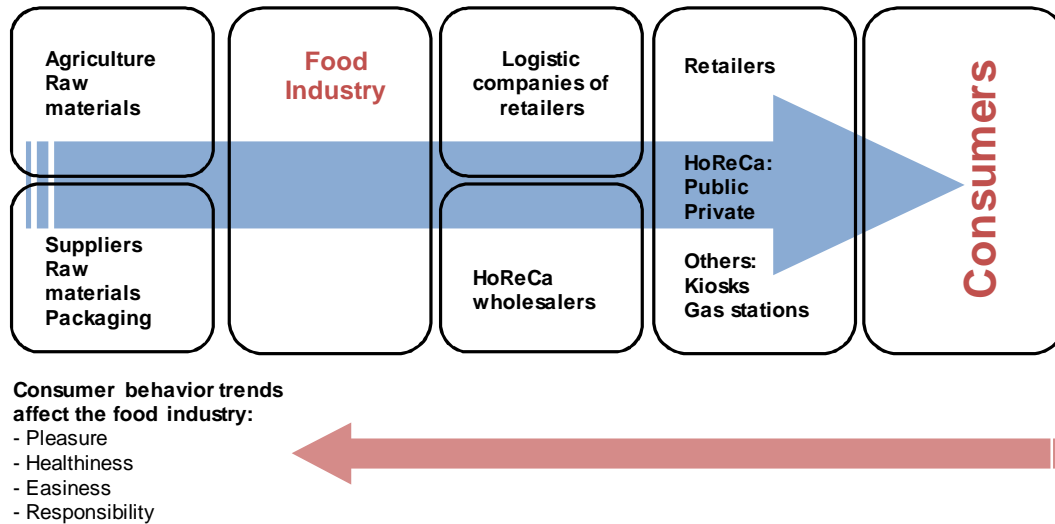 Agriculture
Raw
materials
Suppliers
Raw
materials
Packaging
Food
Industry
Logistic
companies of
retailers
HoReCa
wholesalers
Retailers
HoReCa:
Public
Private
Others:
Kiosks
Gas stations
Consumers
Consumer behavior trends
affect the food industry:
- Pleasure
- Healthiness
- Easiness
- Responsibility